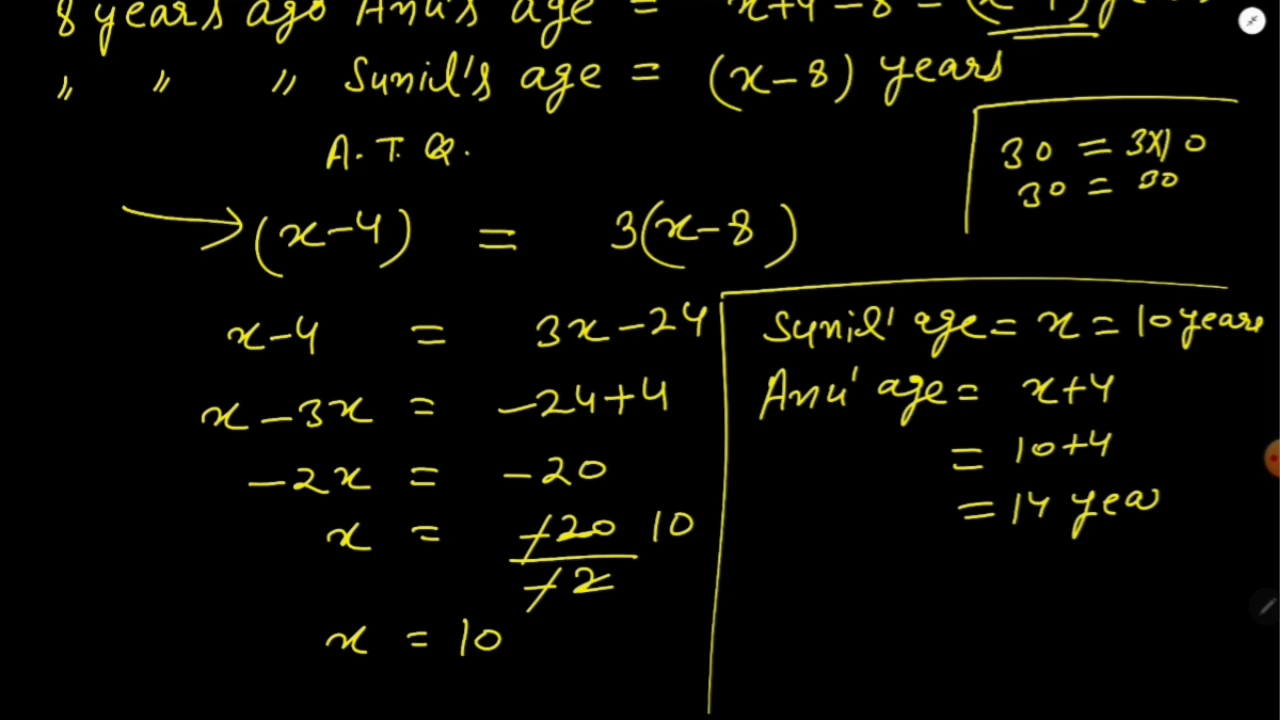 8 years ago Anu's age = x+4-8 = (x-4) years
〃 〃 〃 Sunil's age = (x-8) years
A.T.Q.
30 = 3x10
30 = 30
(x-4) = 3(x-8)
x-4 = 3x-24
x-3x = -24+4
-2x = -20
x = -20/-2 10
x = 10
Sunil' age = x = 10 years
Anu' age = x+4
= 10+4
= 14 year